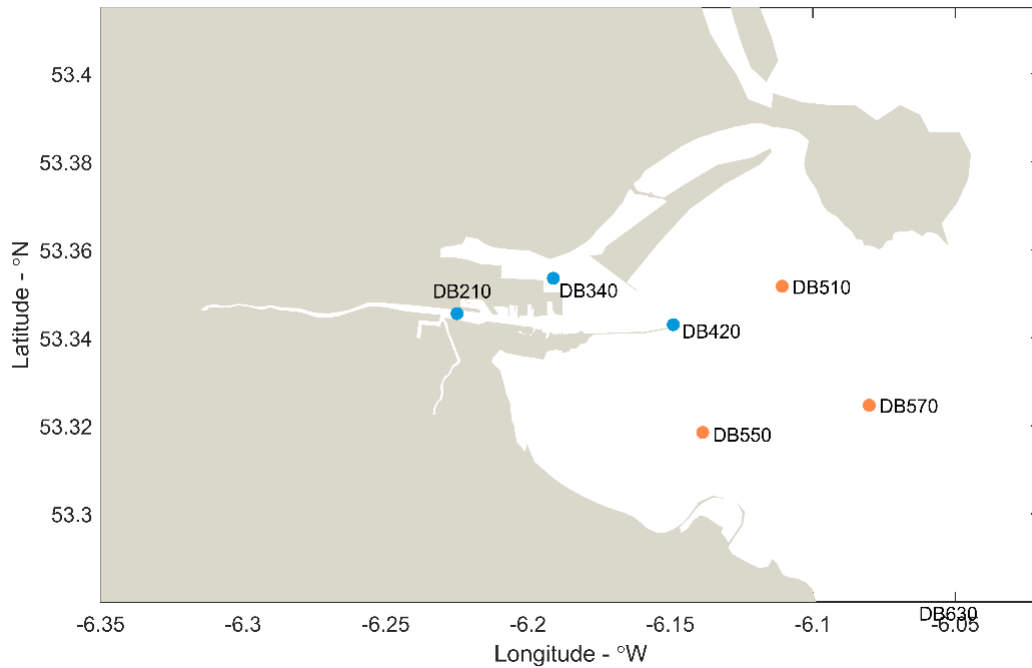 53.4
53.38
53.36
53.34
53.32
53.3
Latitude - °N
DB210
DB340
DB510
DB420
DB570
DB550
DB630
-6.35
-6.3
-6.25
-6.2
-6.15
-6.1
-6.05
Longitude - °W